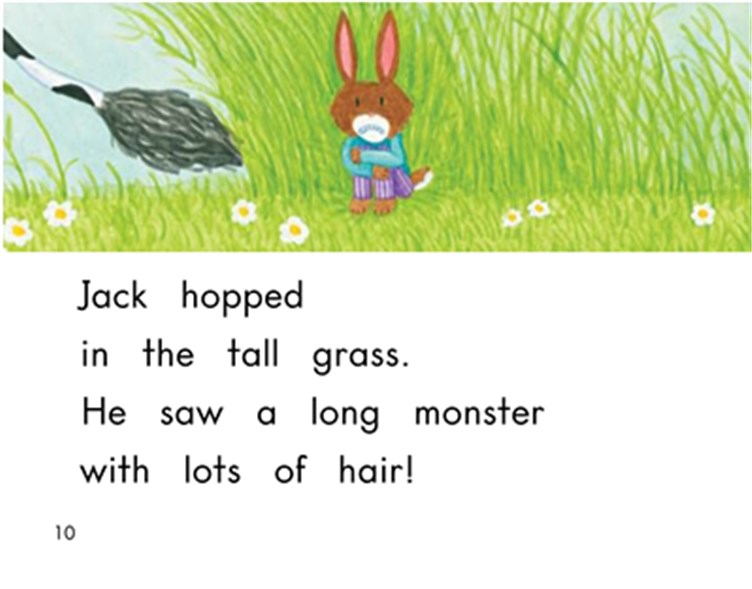 Jack hopped
in the tall grass.
He saw a long monster
with lots of hair!
10